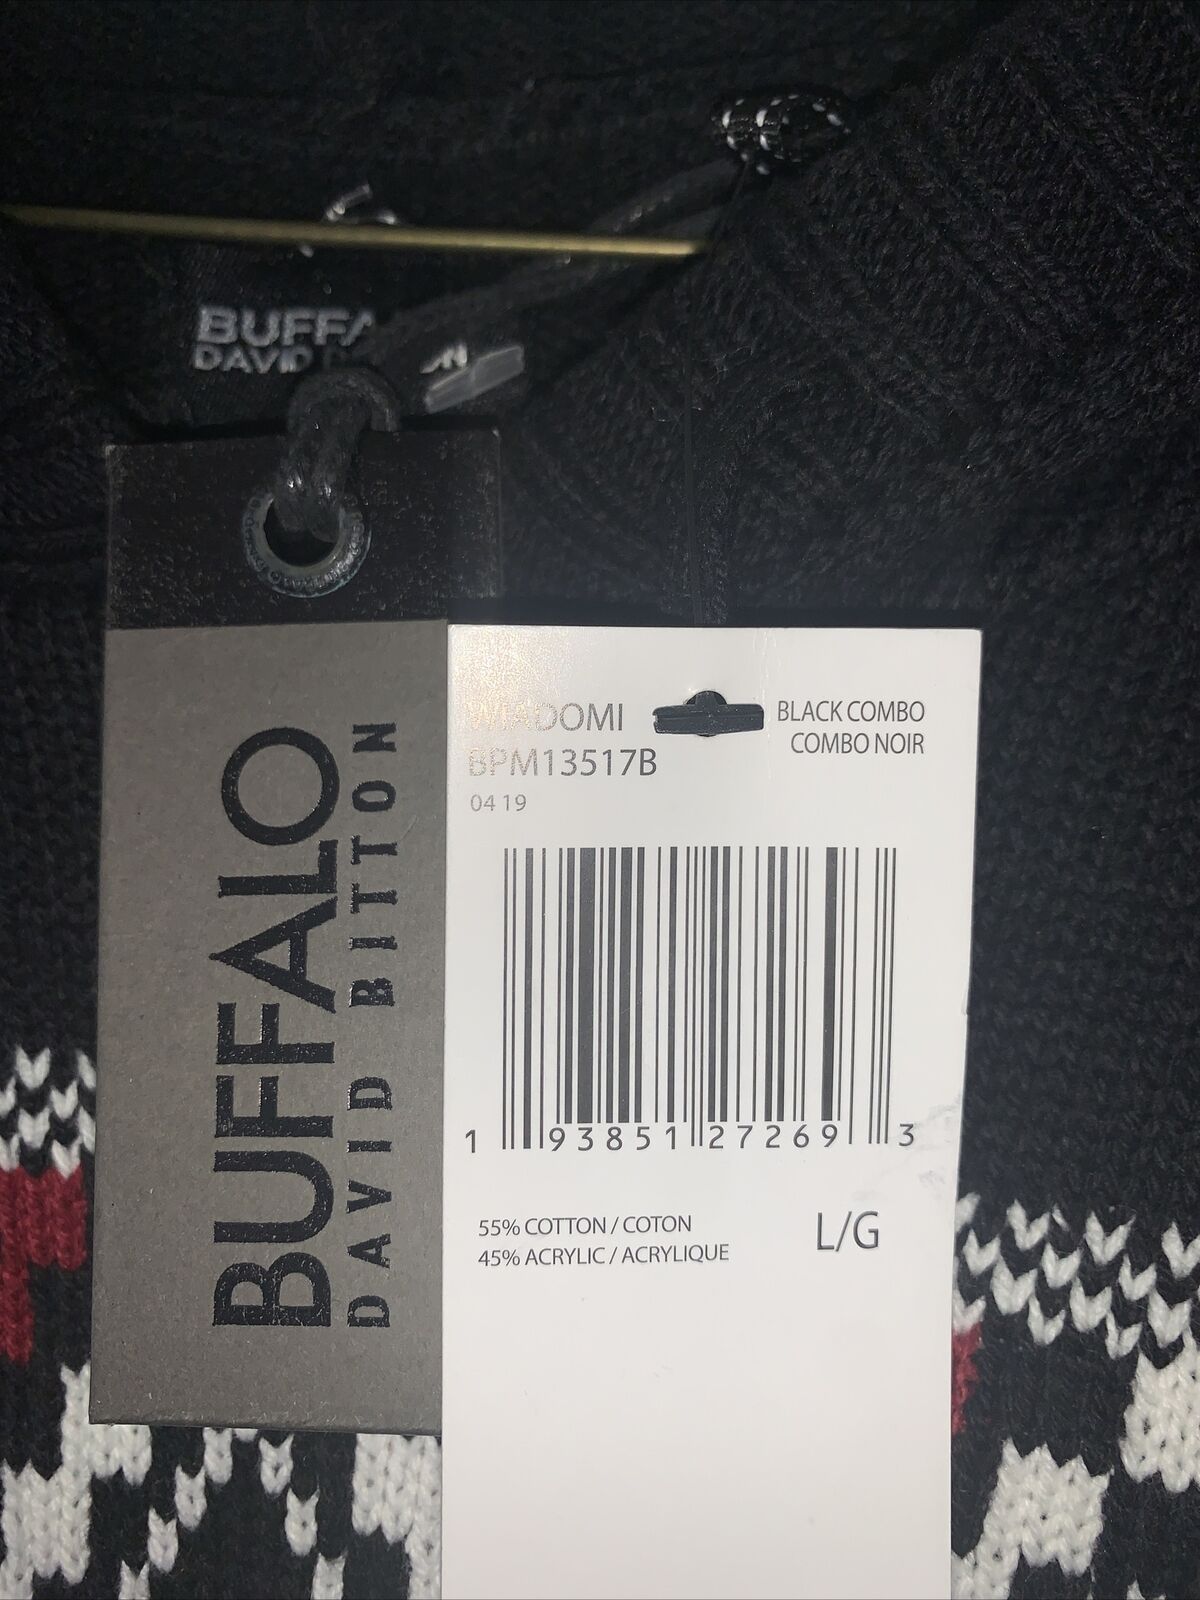 BUFFA
DAVID
BUFFALO
DAVID BITTON
WIADOMI
BPM13517B
04 19
BLACK COMBO
COMBO NOIR
1 93851 27269 3
55% COTTON / COTON
45% ACRYLIC / ACRYLIQUE
L/G